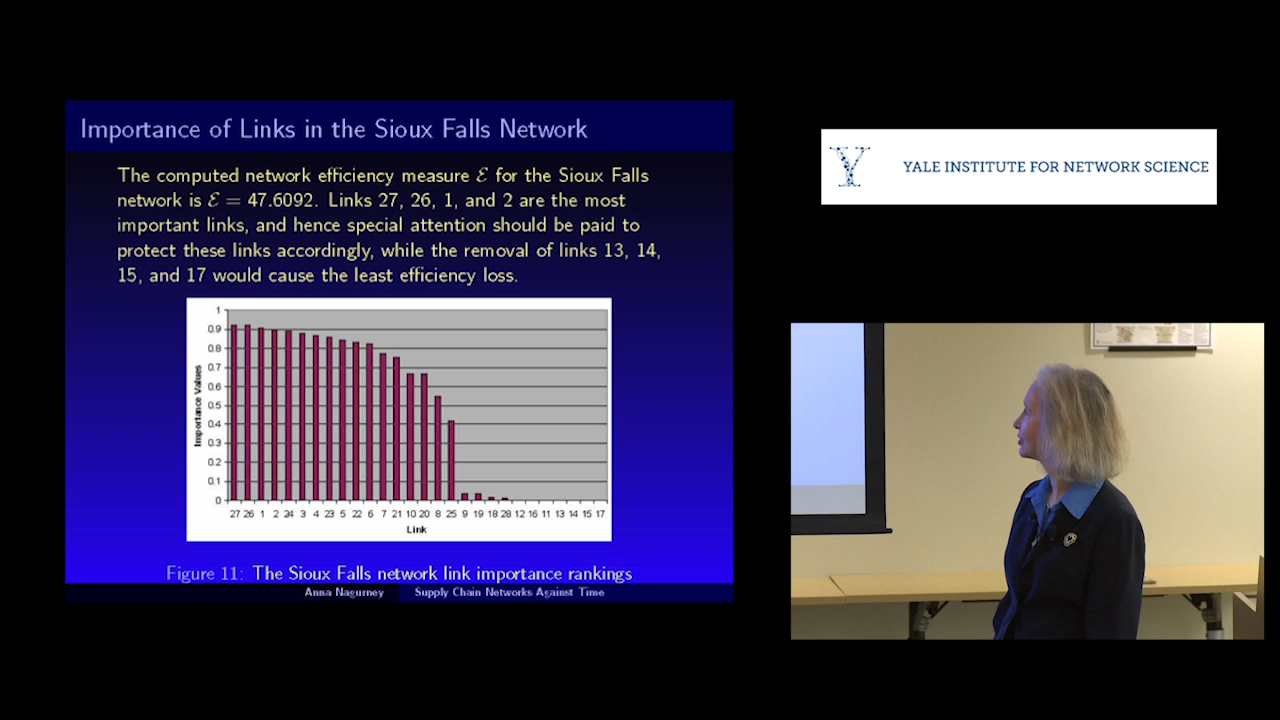 Importance of Links in the Sioux Falls Network
The computed network efficiency measure ℰ for the Sioux Falls
network is ℰ = 47.6092. Links 27, 26, 1, and 2 are the most
important links, and hence special attention should be paid to
protect these links accordingly, while the removal of links 13, 14,
15, and 17 would cause the least efficiency loss.
1
0.9
0.8
0.7
0.6
0.5
0.4
0.3
0.2
0.1
0
Importance Values
27 26 1 2 24 3 4 23 5 22 6 7 21 10 20 8 25 9 19 18 28 12 16 11 13 14 15 17
Link
Figure 11: The Sioux Falls network link importance rankings
Anna Nagurney Supply Chain Networks Against Time
YALE INSTITUTE FOR NETWORK SCIENCE